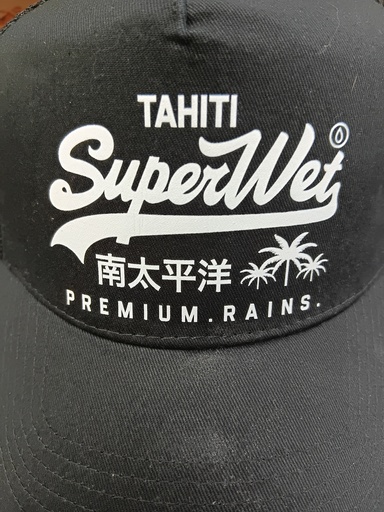 TAHITI
SuperWet
南太平洋
PREMIUM.RAINS.